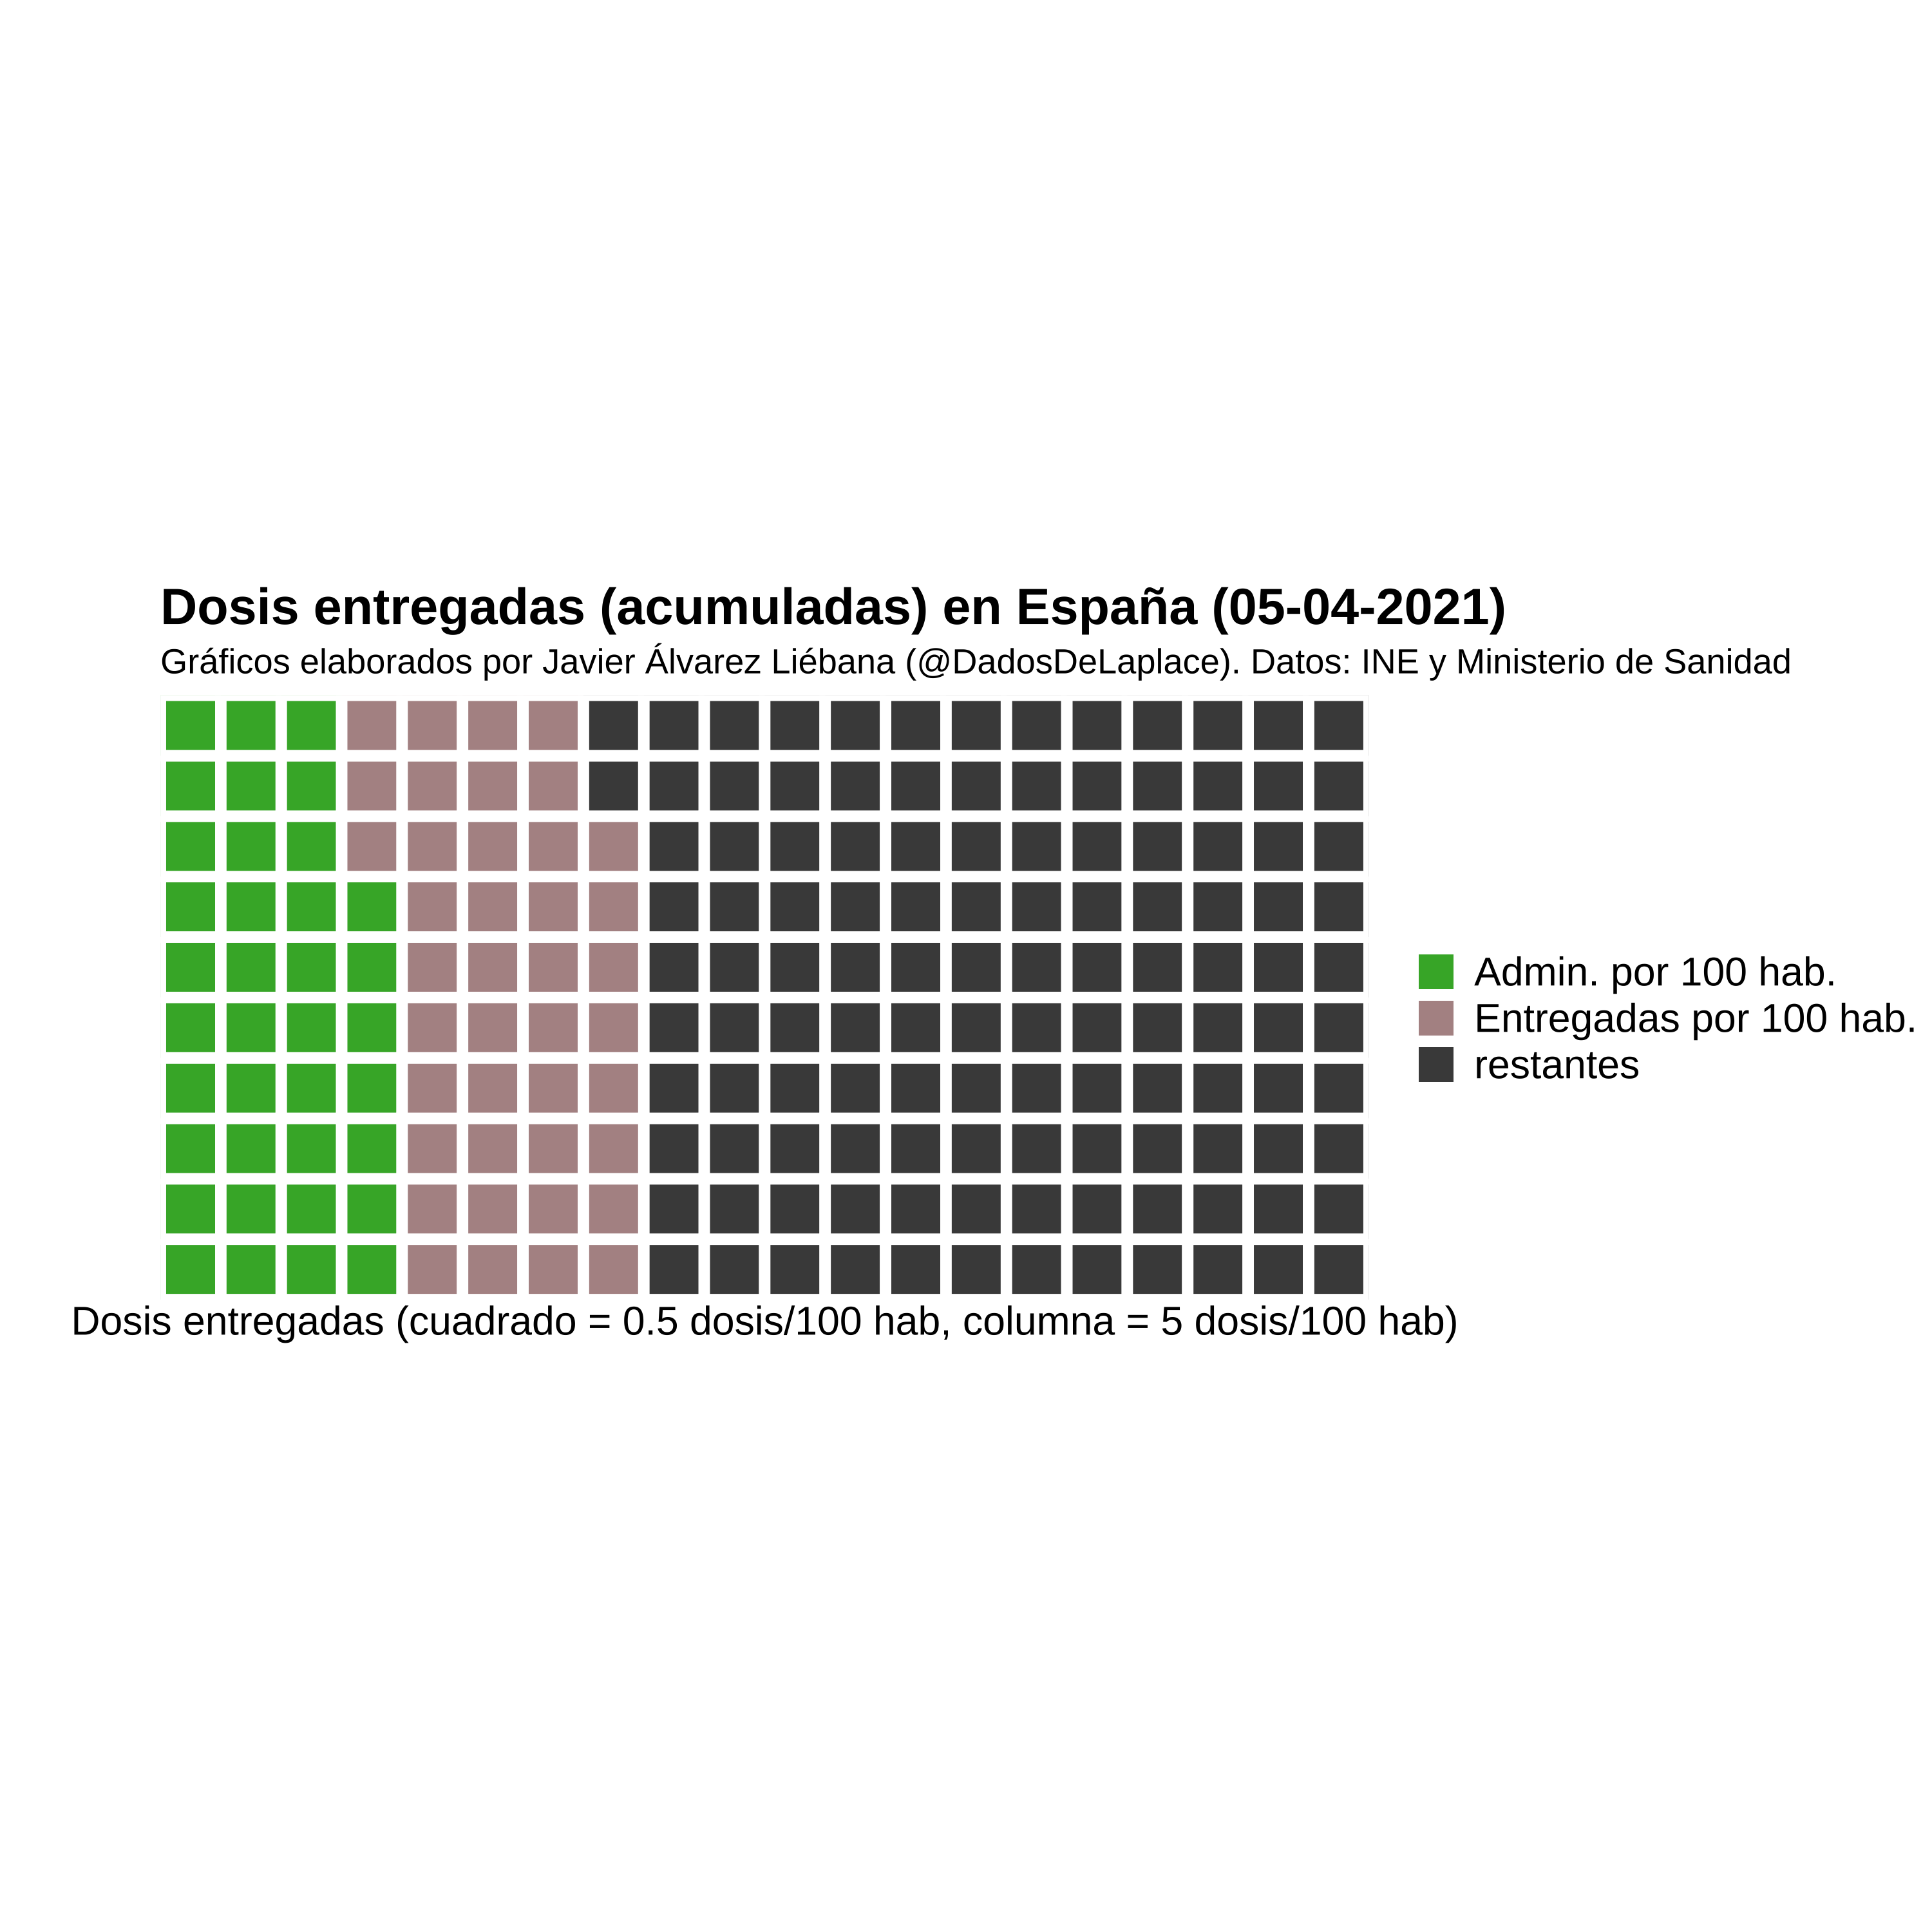 Dosis entregadas (acumuladas) en España (05-04-2021)
Gráficos elaborados por Javier Álvarez Liébana (@DadosDeLaplace). Datos: INE y Ministerio de Sanidad
Admin. por 100 hab.
Entregadas por 100 hab.
restantes
Dosis entregadas (cuadrado = 0.5 dosis/100 hab, columna = 5 dosis/100 hab)